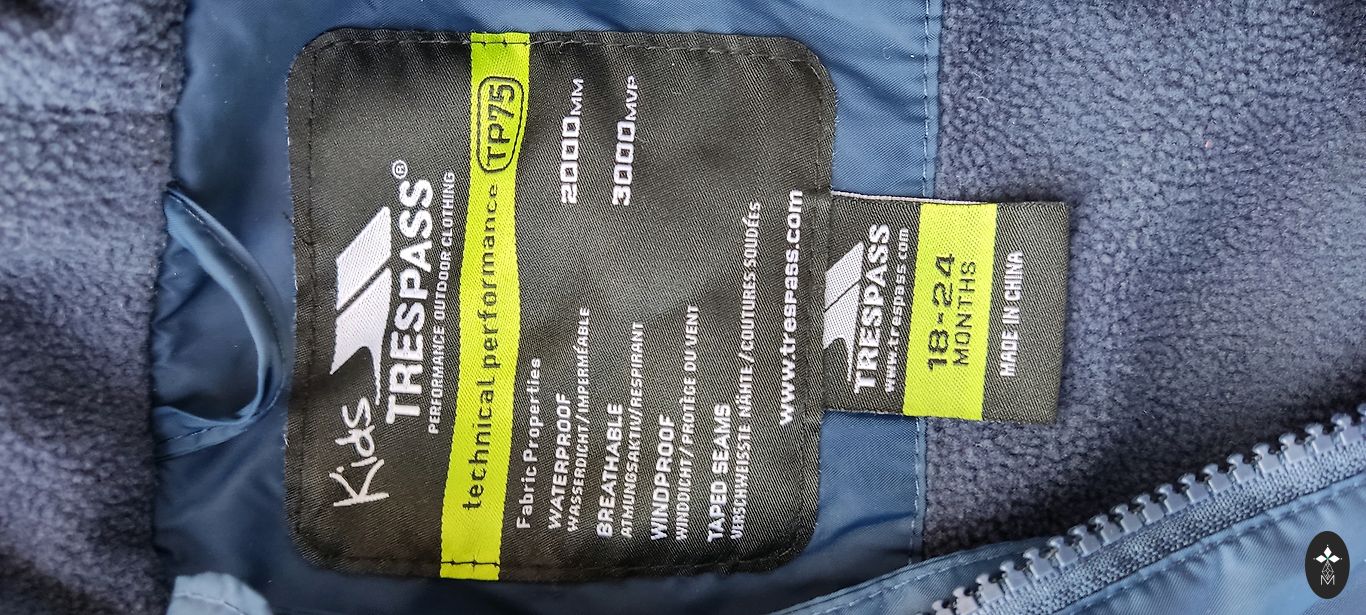 Kids
TRESPASS®
PERFORMANCE OUTDOOR CLOTHING
technical performance TP75
Fabric Properties
WATERPROOF 2000MM
WASSERDICHT/IMPERMÉABLE
BREATHABLE 3000MVP
ATMUNGSAKTIV/RESPIRANT
WINDPROOF
WINDDICHT/PROTÈGE DU VENT
TAPED SEAMS
VERSCHWEISSTE NÄHTE/COUTURES SOUDÉES
www.trespass.com
TRESPASS
www.trespass.com
18-24
MONTHS
MADE IN CHINA
M